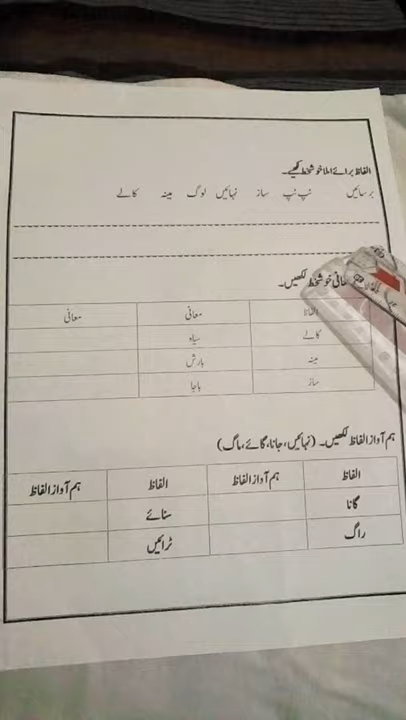 الفاظ برائے املا خوشخط لکھیے۔
برسائیں ٹپ ٹپ ساز نہائیں لوگ مینہ کالے
معانی خوشخط لکھیں۔
الفاظ معانی معانی
کالے سیاہ
مینہ بارش
ساز باجا
ہم آواز الفاظ لکھیں۔ (نہائیں، جانا، گائے، ساگ)
الفاظ ہم آواز الفاظ الفاظ ہم آواز الفاظ
گانا سنائے
راگ ٹرائیں